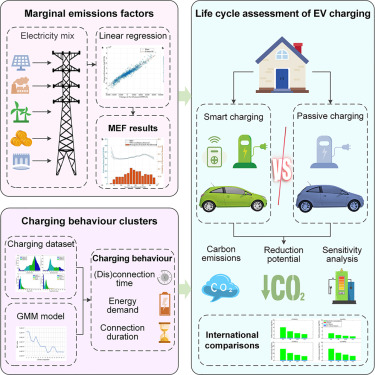 Marginal emissions factors
Electricity mix
Linear regression
MEF results
Charging behaviour clusters
Charging dataset
GMM model
Charging behaviour
(Dis)connection
time
Energy
demand
Connection
duration
Life cycle assessment of EV charging
Smart charging
Passive charging
VS
Carbon
emissions
Reduction
potential
Sensitivity
analysis
CO₂
CO₂
International
comparisons